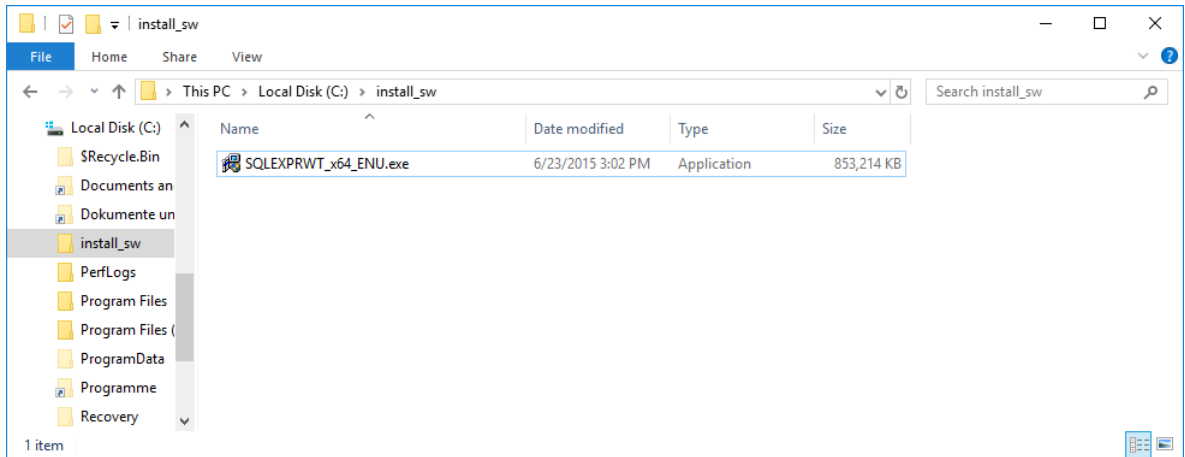 install_sw
File Home Share View
This PC > Local Disk (C:) > install_sw
Search install_sw
Local Disk (C:)
$Recycle.Bin
Documents an
Dokumente un
install_sw
PerfLogs
Program Files
Program Files (
ProgramData
Programme
Recovery
Name Date modified Type Size
SQLEXPRWT_x64_ENU.exe 6/23/2015 3:02 PM Application 853,214 KB
1 item